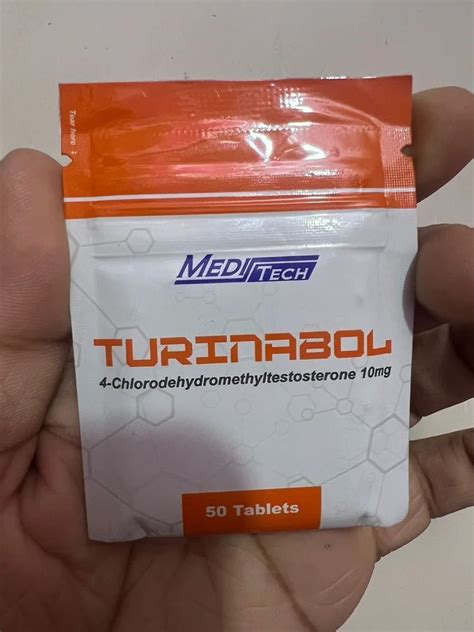 Tear here
MEDITECH
TURINABOL
4-Chlorodehydromethyltestosterone 10mg
50 Tablets